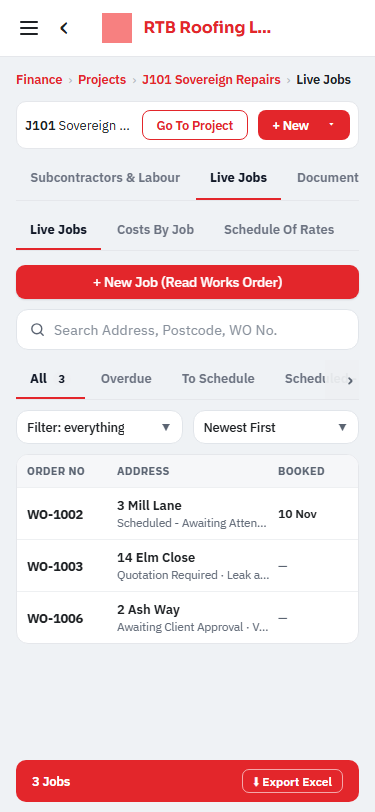 RTB Roofing L...
Finance › Projects › J101 Sovereign Repairs › Live Jobs
J101 Sovereign ...
Go To Project
+ New
Subcontractors & Labour
Live Jobs
Document
Live Jobs
Costs By Job
Schedule Of Rates
+ New Job (Read Works Order)
Search Address, Postcode, WO No.
All 3
Overdue
To Schedule
Scheduled
Filter: everything
Newest First
ORDER NO
ADDRESS
BOOKED
WO-1002
3 Mill Lane
Scheduled - Awaiting Atten...
10 Nov
WO-1003
14 Elm Close
Quotation Required · Leak a...
—
WO-1006
2 Ash Way
Awaiting Client Approval · V...
—
3 Jobs
⬇ Export Excel